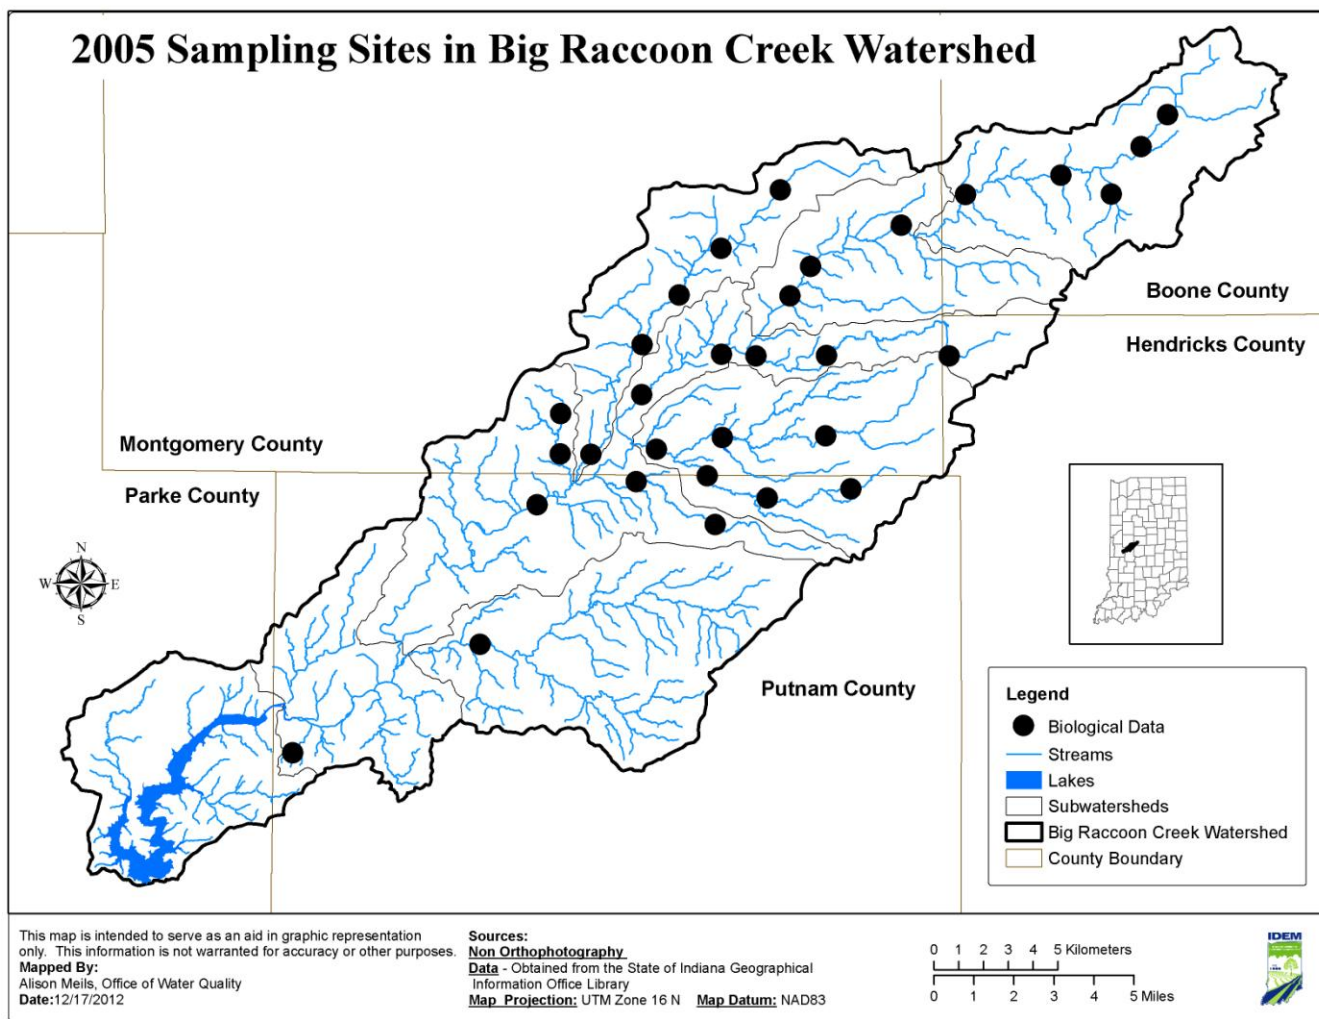 2005 Sampling Sites in Big Raccoon Creek Watershed
Boone County
Hendricks County
Montgomery County
Parke County
N
W E
S
Putnam County
Legend
Biological Data
Streams
Lakes
Subwatersheds
Big Raccoon Creek Watershed
County Boundary
This map is intended to serve as an aid in graphic representation
only. This information is not warranted for accuracy or other purposes.
Mapped By:
Alison Meils, Office of Water Quality
Date:12/17/2012
Sources:
Non Orthophotography
Data - Obtained from the State of Indiana Geographical
Information Office Library
Map Projection: UTM Zone 16 N Map Datum: NAD83
0 1 2 3 4 5 Kilometers
0 1 2 3 4 5 Miles
IDEM